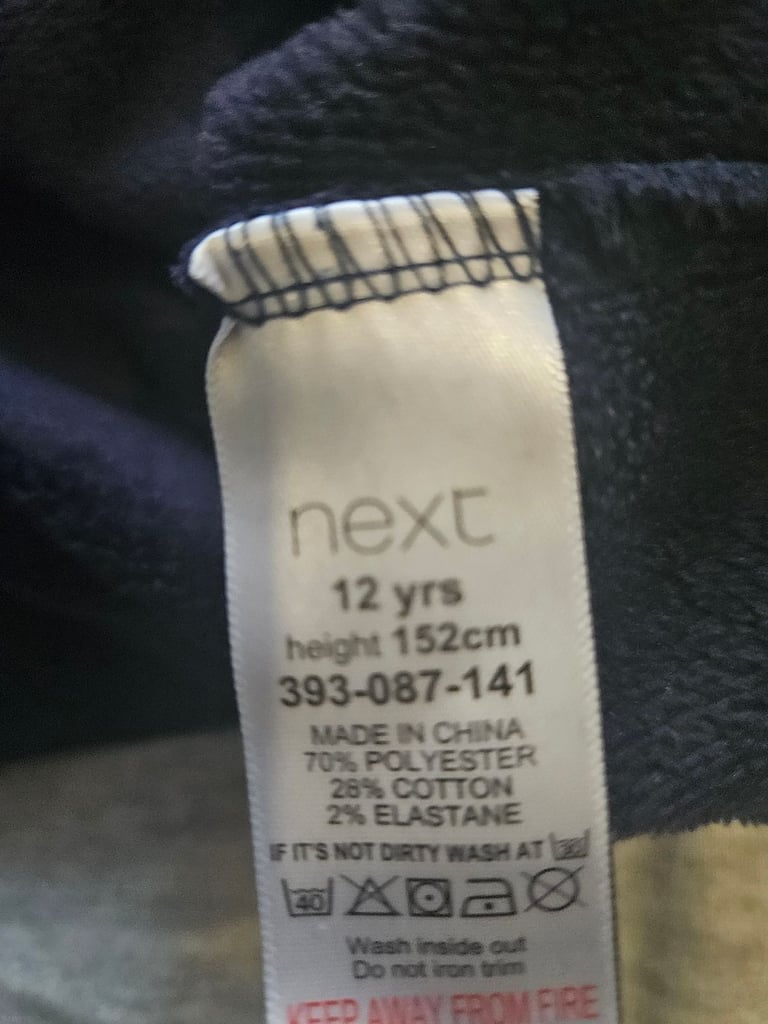 next
12 yrs
height 152cm
393-087-141
MADE IN CHINA
70% POLYESTER
28% COTTON
2% ELASTANE
IF IT'S NOT DIRTY WASH AT 30
40
Wash inside out
Do not iron trim
KEEP AWAY FROM FIRE